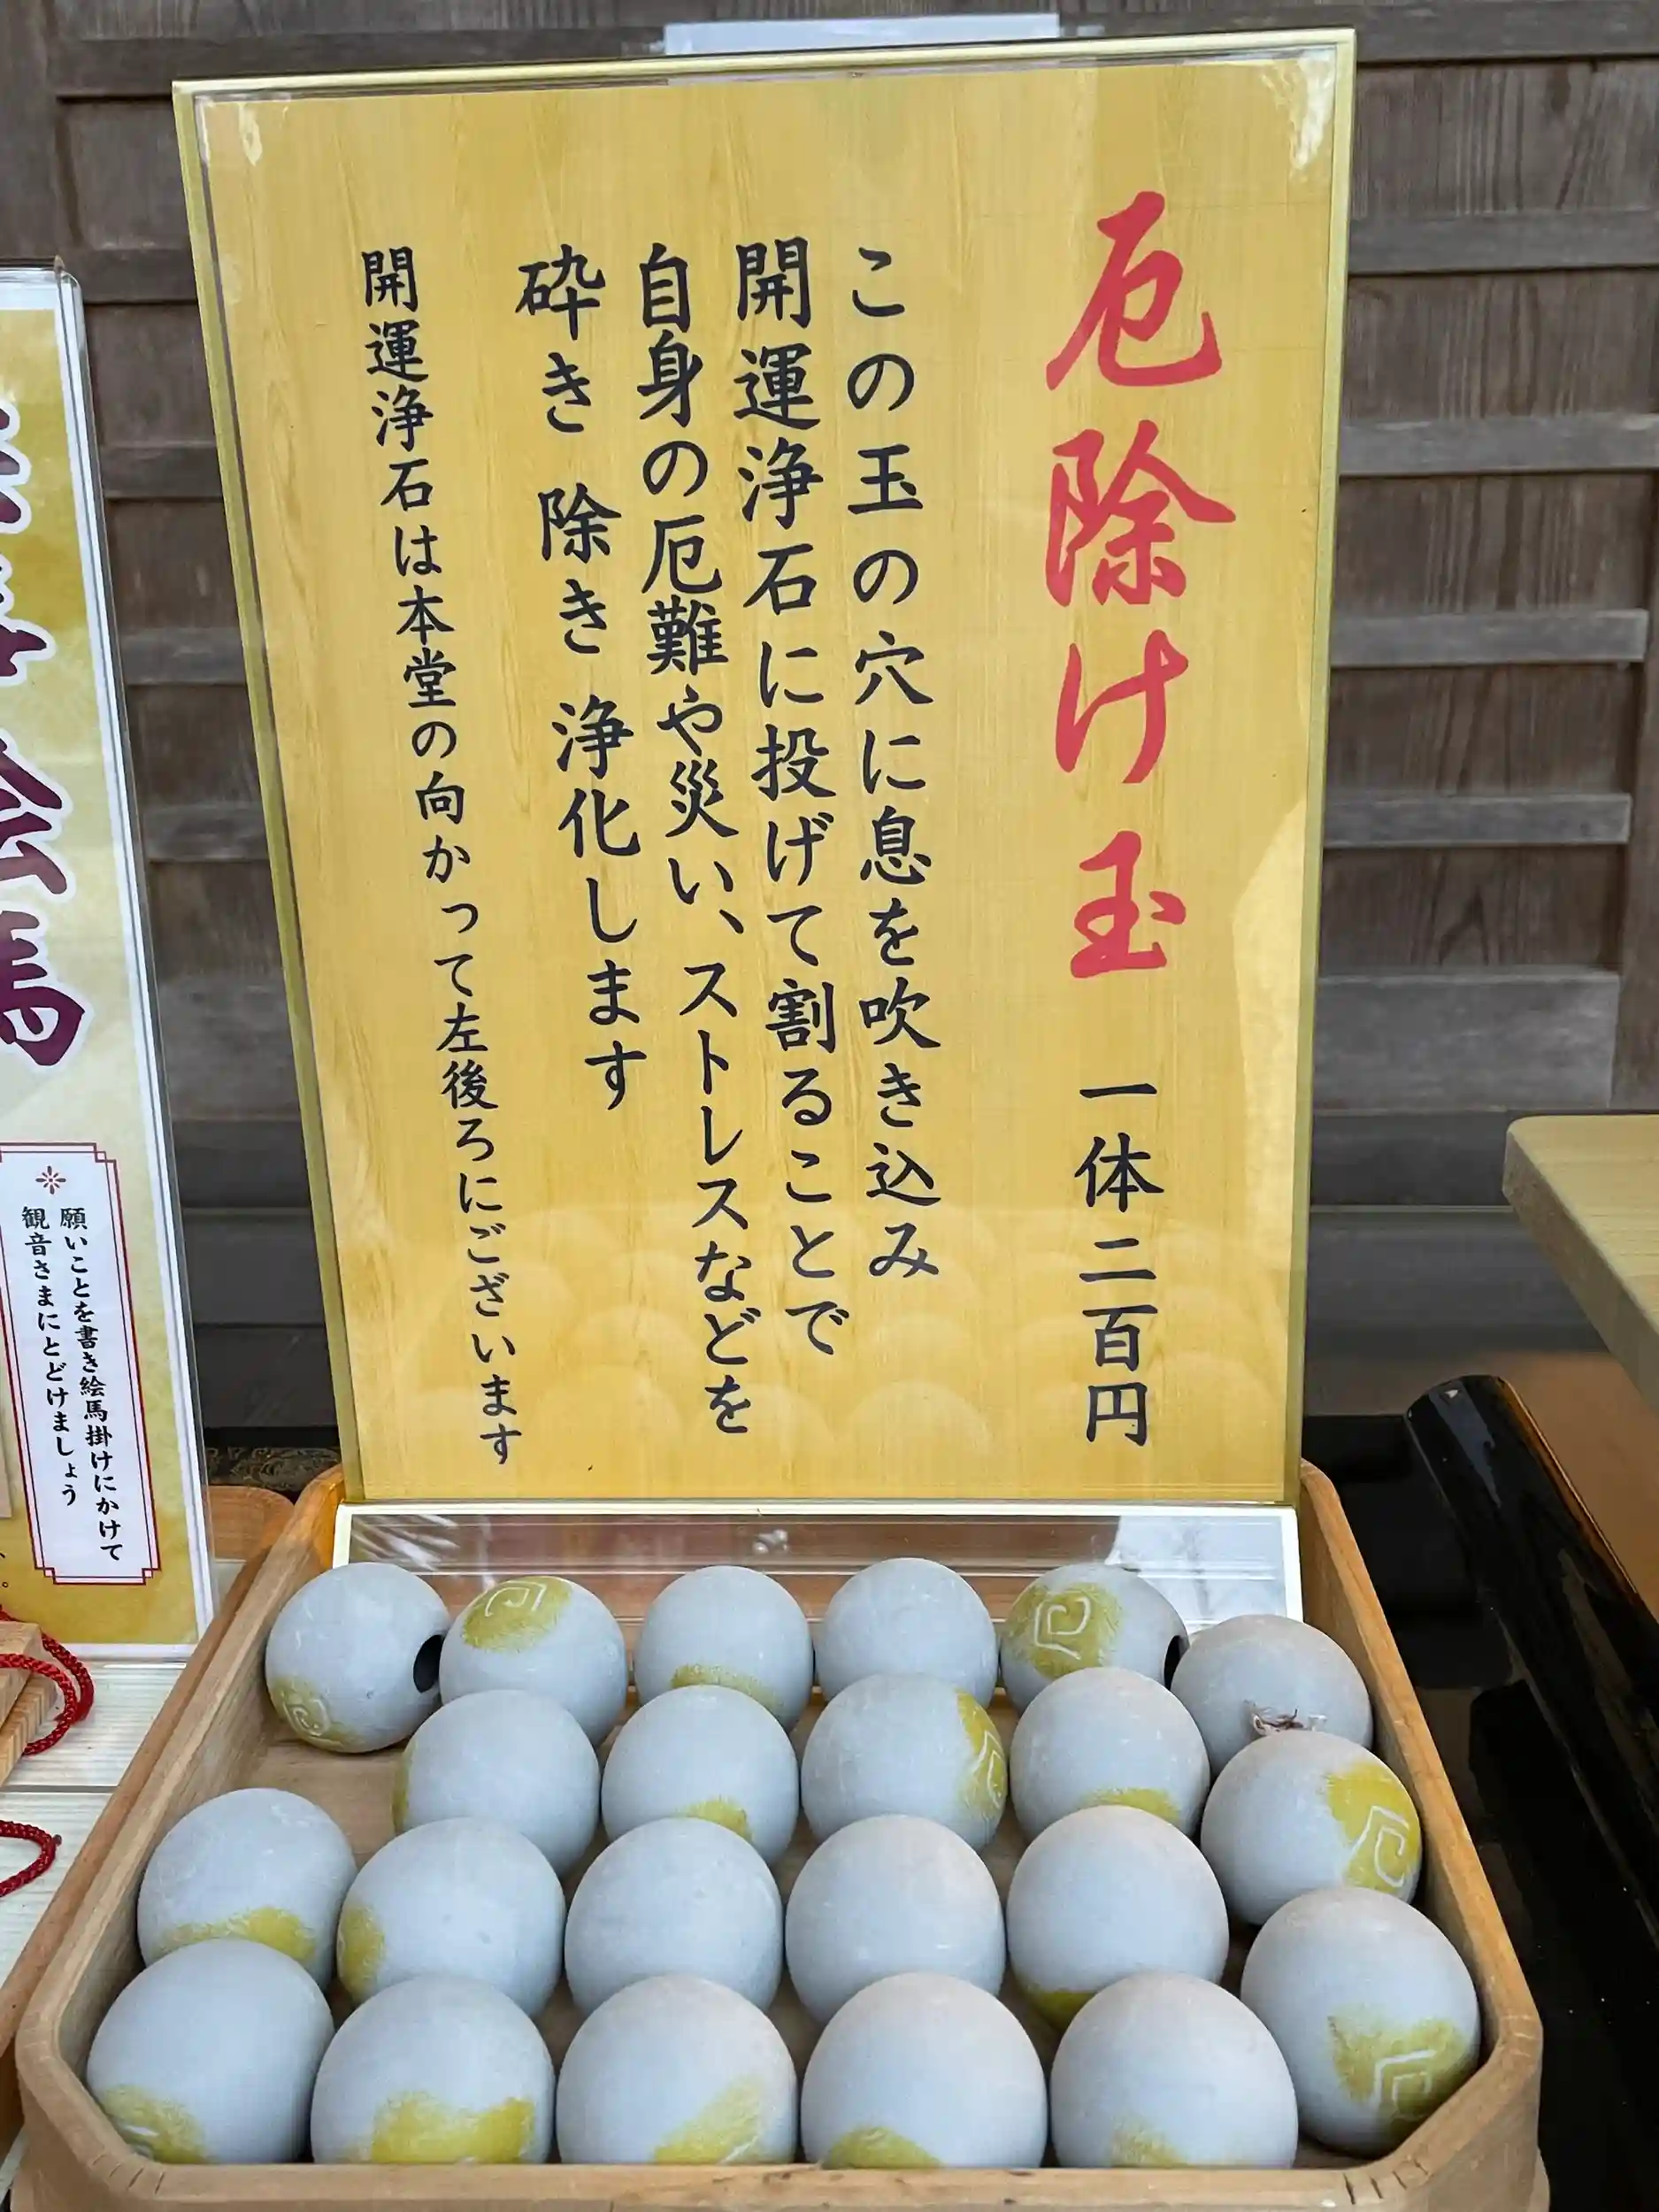 厄除け玉 一体二百円
この玉の穴に息を吹き込み
開運浄石に投げて割ることで
自身の厄難や災い、ストレスなどを
砕き 除き 浄化します
開運浄石は本堂の向かって左後ろにございます
絵馬
願いことを書き絵馬掛けにかけて
観音さまにとどけましょう
厄
厄
厄